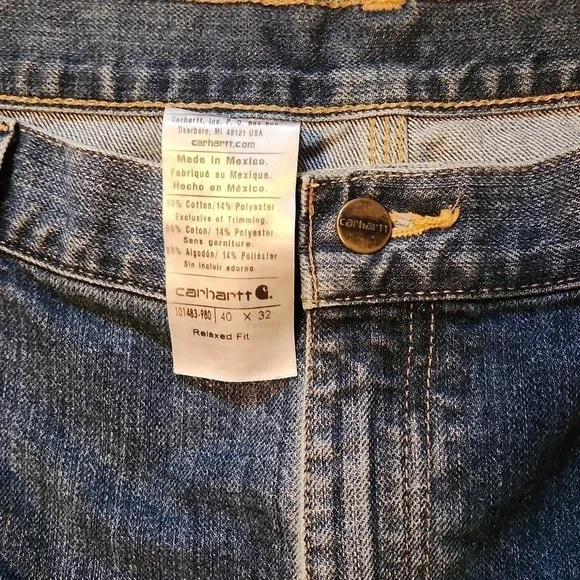 Carhartt, Inc. P. O. Box
Dearborn, MI 48121 USA
carhartt.com
Made in Mexico.
Fabriqué au Mexique.
Hecho en México.
86% Cotton/14% Polyester
Exclusive of Trimming.
86% Coton/ 14% Polyester
Sans garniture.
86% Algodón/ 14% Poliéster
Sin incluir adorno.
carhartt
101483-980 40 X 32
Relaxed Fit
carhartt